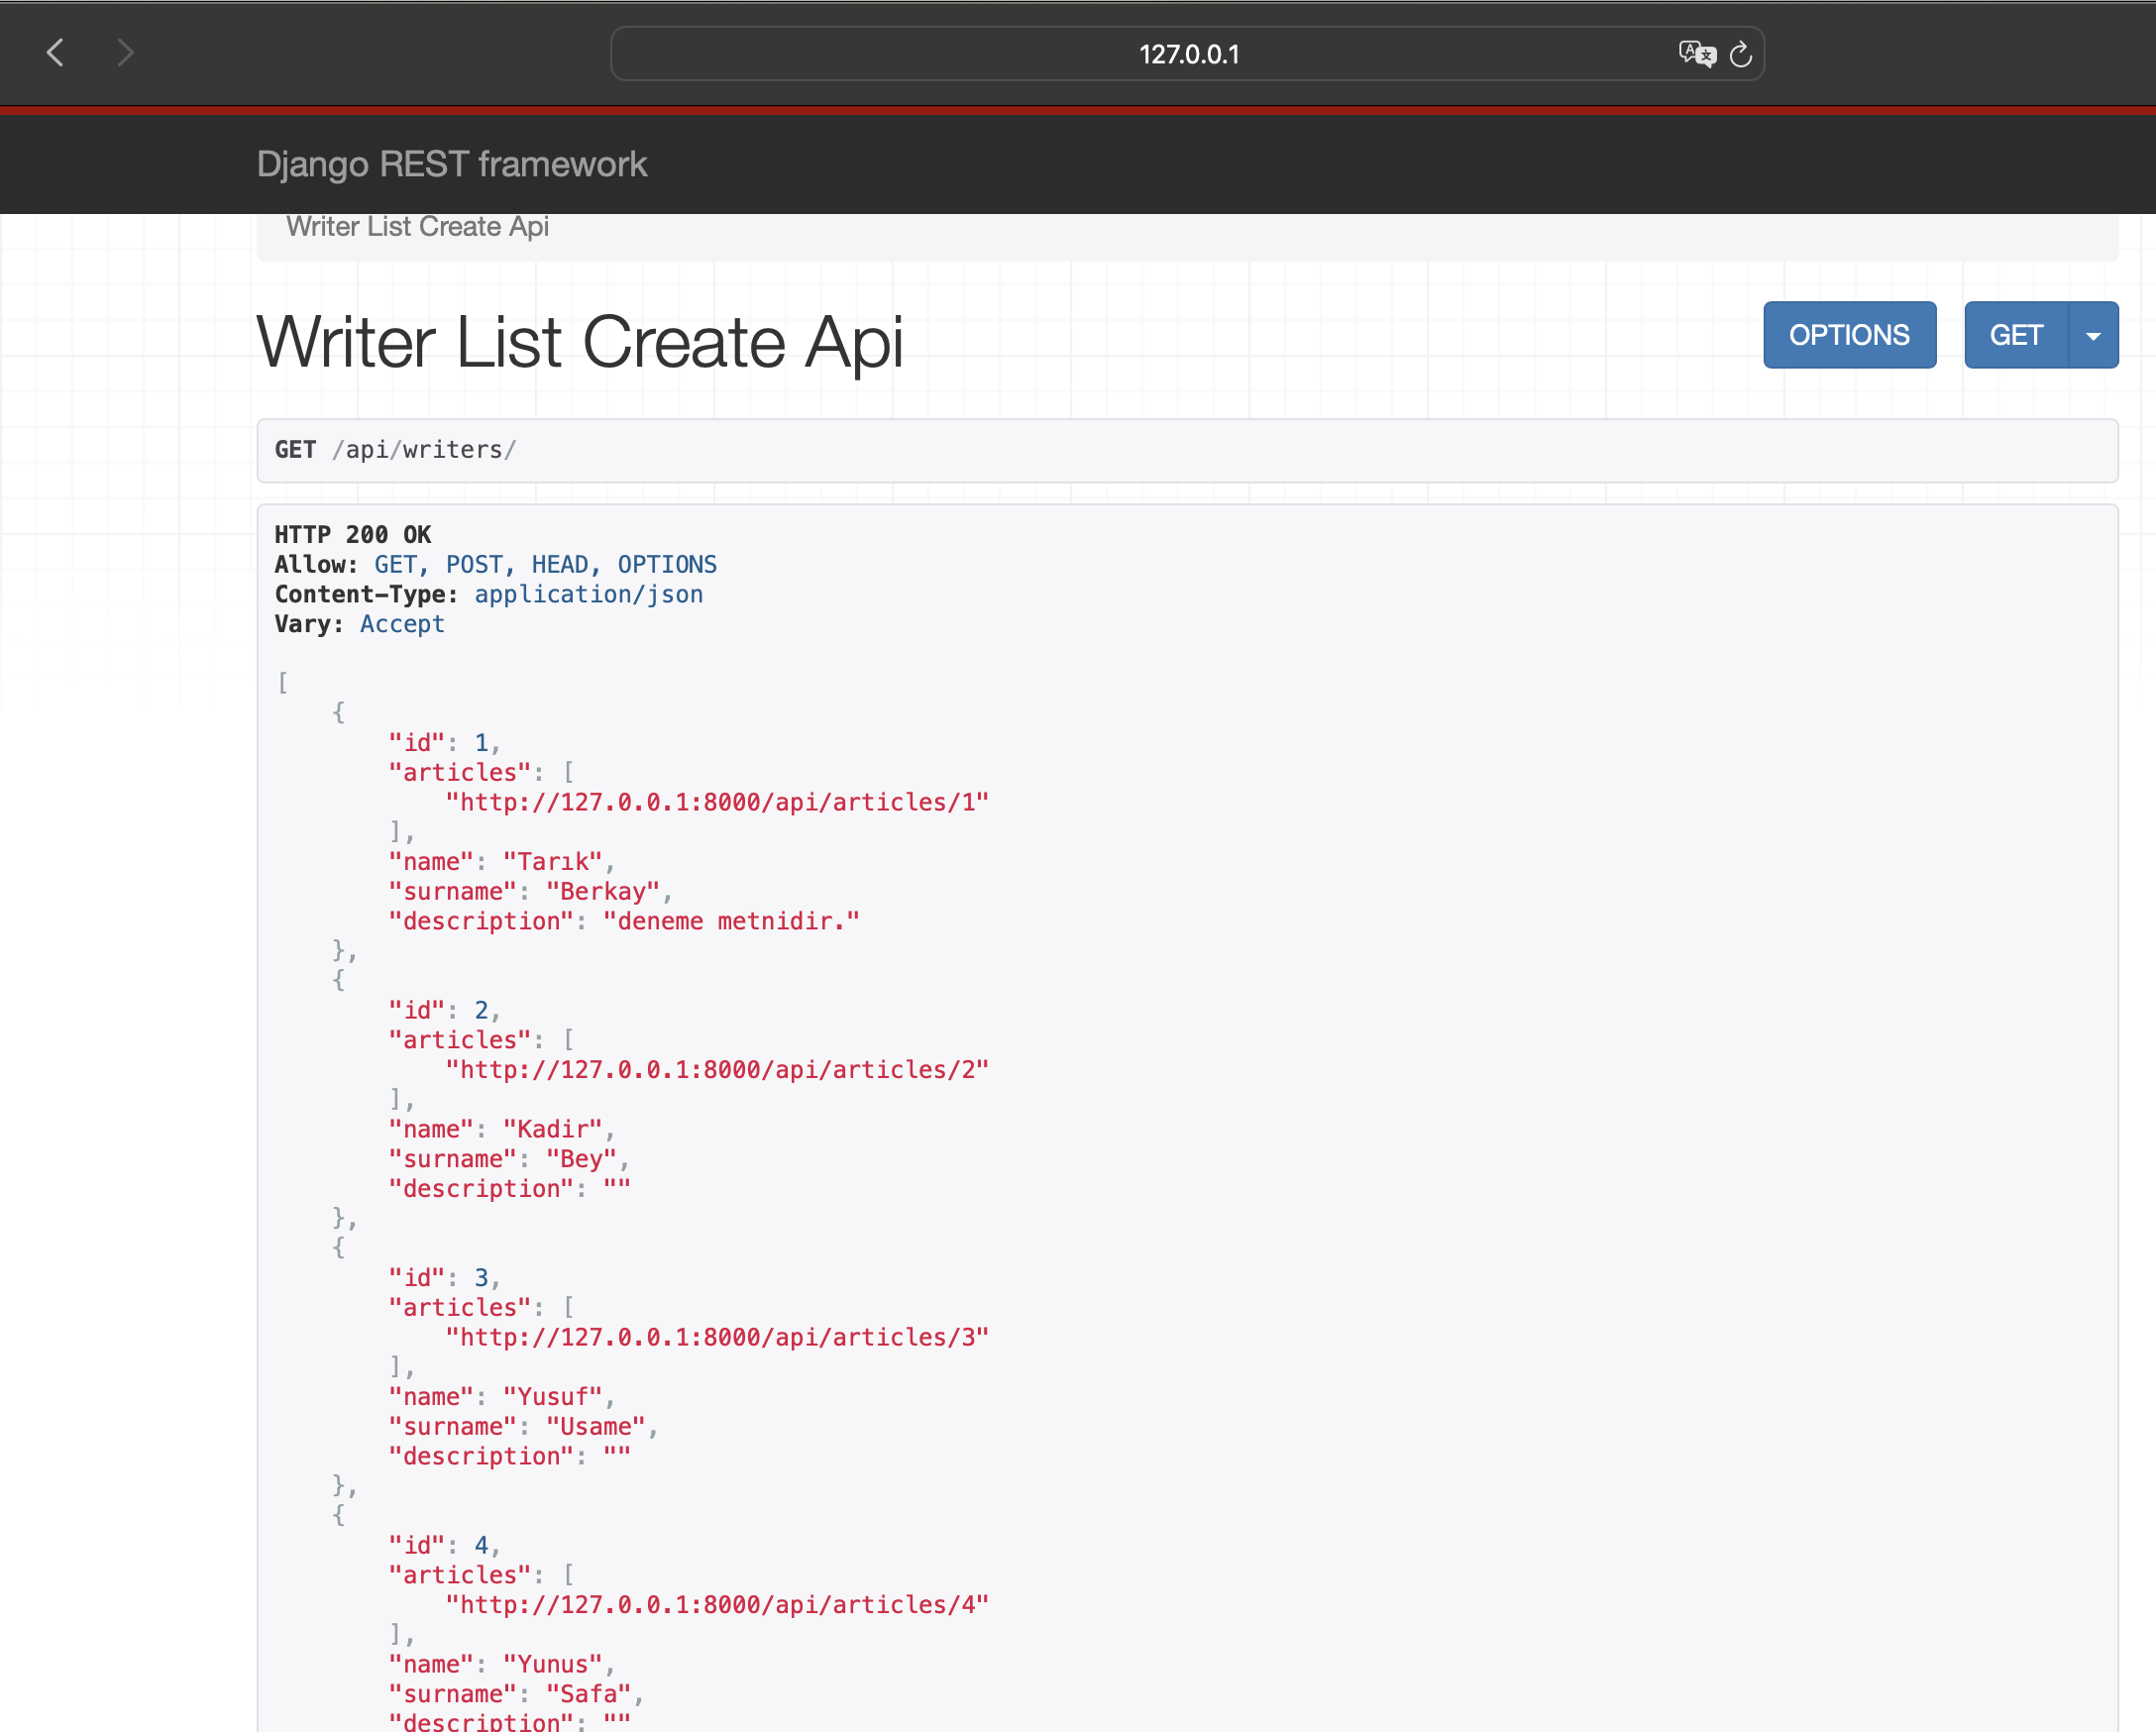 127.0.0.1
Django REST framework
Writer List Create Api
Writer List Create Api
OPTIONS
GET
GET /api/writers/
HTTP 200 OK
Allow: GET, POST, HEAD, OPTIONS
Content-Type: application/json
Vary: Accept
[
{
"id": 1,
"articles": [
"http://127.0.0.1:8000/api/articles/1"
],
"name": "Tarık",
"surname": "Berkay",
"description": "deneme metnidir."
},
{
"id": 2,
"articles": [
"http://127.0.0.1:8000/api/articles/2"
],
"name": "Kadir",
"surname": "Bey",
"description": ""
},
{
"id": 3,
"articles": [
"http://127.0.0.1:8000/api/articles/3"
],
"name": "Yusuf",
"surname": "Usame",
"description": ""
},
{
"id": 4,
"articles": [
"http://127.0.0.1:8000/api/articles/4"
],
"name": "Yunus",
"surname": "Safa",
"description": ""